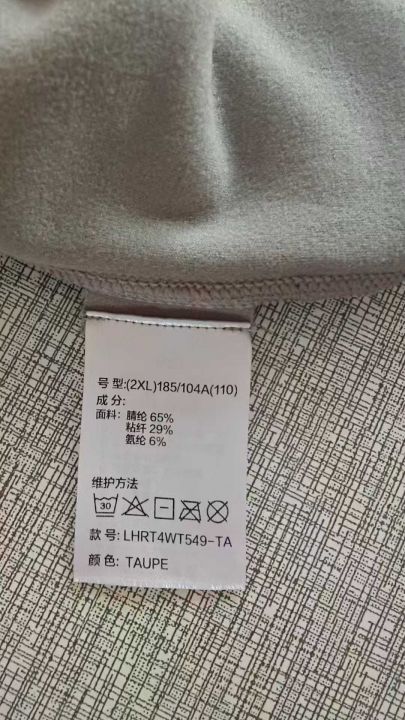 号 型:(2XL)185/104A(110)
成 分:
面料: 腈纶 65%
粘纤 29%
氨纶 6%
维护方法
30
款 号: LHRT4WT549-TA
颜 色: TAUPE